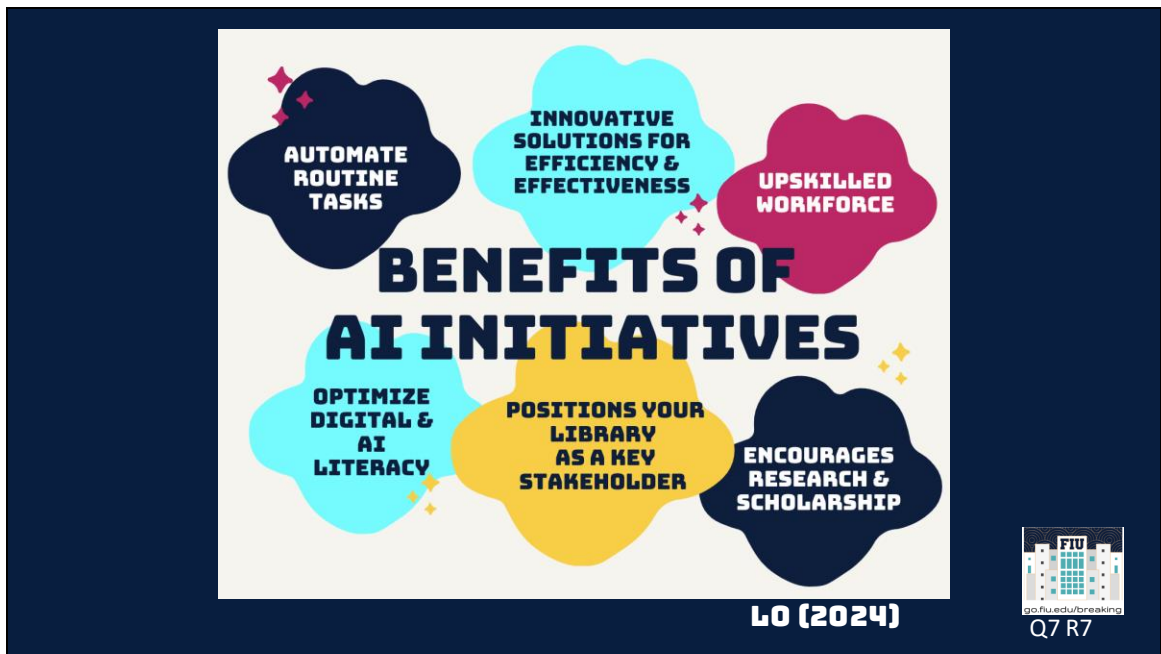 AUTOMATE
ROUTINE
TASKS
INNOVATIVE
SOLUTIONS FOR
EFFICIENCY &
EFFECTIVENESS
UPSKILLED
WORKFORCE
BENEFITS OF
AI INITIATIVES
OPTIMIZE
DIGITAL &
AI
LITERACY
POSITIONS YOUR
LIBRARY
AS A KEY
STAKEHOLDER
ENCOURAGES
RESEARCH &
SCHOLARSHIP
LO (2024)
FIU
go.fiu.edu/breaking
Q7 R7